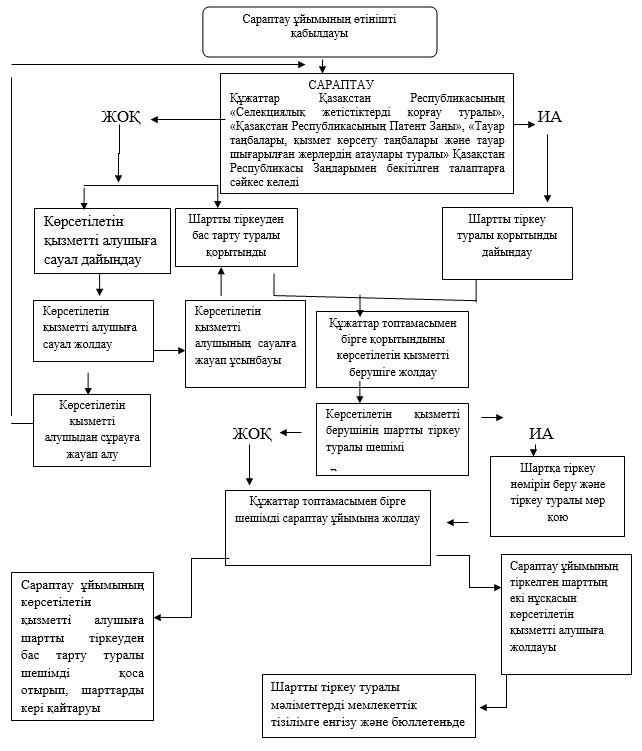 Сараптау ұйымының өтінішті
қабылдауы
САРАПТАУ
Құжаттар Қазақстан Республикасының
«Селекциялық жетістіктерді қорғау туралы»,
«Қазақстан Республикасының Патент Заңы», «Тауар
таңбалары, қызмет көрсету таңбалары және тауар
шығарылған жерлердің атаулары туралы» Қазақстан
Республикасы Заңдарымен бекітілген талаптарға
сәйкес келеді
ЖОҚ
ИА
Көрсетілетін
қызметті алушыға
сауал дайындау
Шартты тіркеуден
бас тарту туралы
қорытынды
Шартты тіркеу
туралы қорытынды
дайындау
Көрсетілетін
қызметті алушыға
сауал жолдау
Көрсетілетін
қызметті
алушының сауалға
жауап ұсынбауы
Құжаттар топтамасымен
бірге қорытындыны
көрсетілетін қызметті
берушіге жолдау
Көрсетілетін
қызметті
алушыдан сұрауға
жауап алу
Көрсетілетін қызметті
берушінің шартты тіркеу
туралы шешімі
ЖОҚ
ИА
Шартқа тіркеу
нөмірін беру және
тіркеу туралы мөр
қою
Құжаттар топтамасымен бірге
шешімді сараптау ұйымына жолдау
Сараптау ұйымының
көрсетілетін
қызметті алушыға
шартты тіркеуден
бас тарту туралы
шешімді қоса
отырып, шарттарды
кері қайтаруы
Сараптау ұйымының
тіркелген шарттың
екі нұсқасын
көрсетілетін
қызметті алушыға
жолдауы
Шартты тіркеу туралы
мәліметтерді мемлекеттік
тізілімге енгізу және бюллетеньде